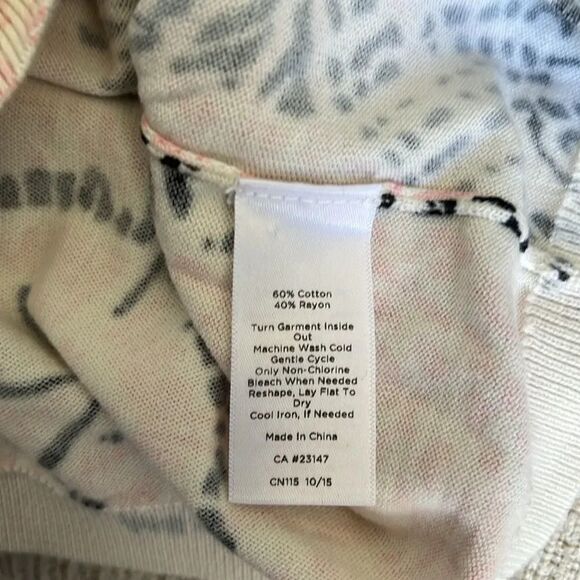 60% Cotton
40% Rayon
Turn Garment Inside
Out
Machine Wash Cold
Gentle Cycle
Only Non-Chlorine
Bleach When Needed
Reshape, Lay Flat To
Dry
Cool Iron, If Needed
Made In China
CA #23147
CN115 10/15